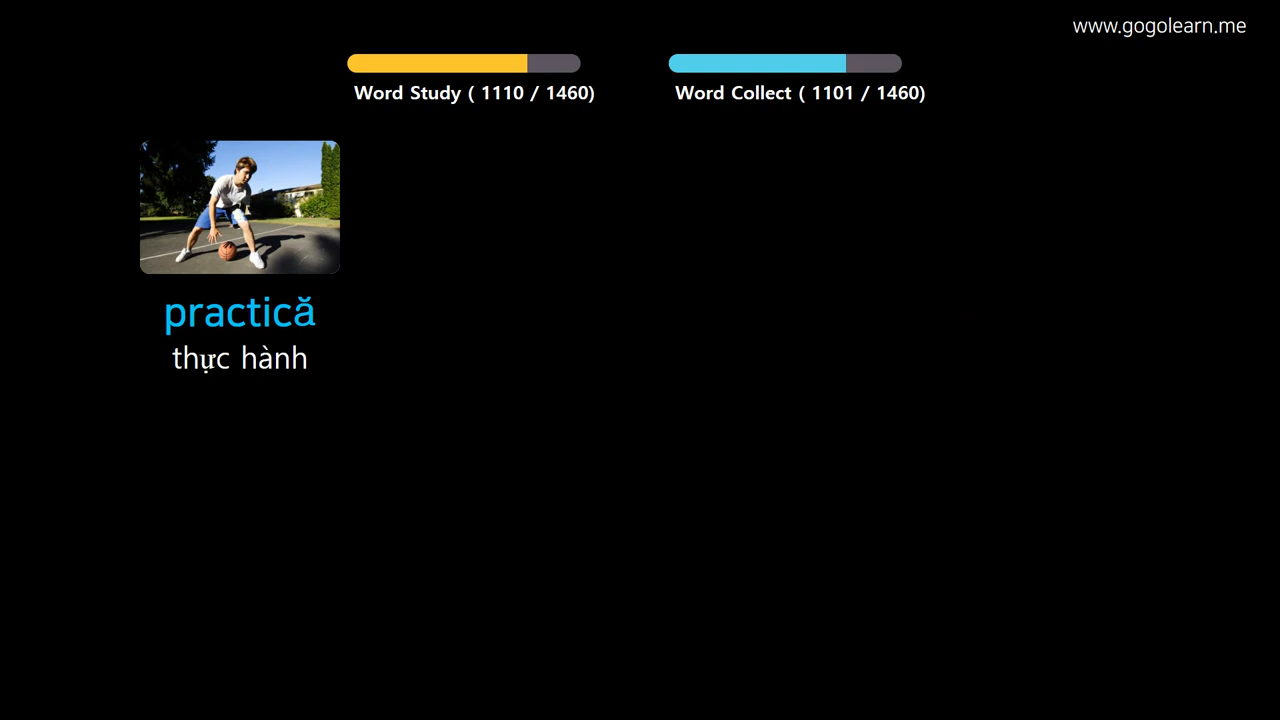 www.gogolearn.me
Word Study ( 1110 / 1460)
Word Collect ( 1101 / 1460)
practică
thực hành